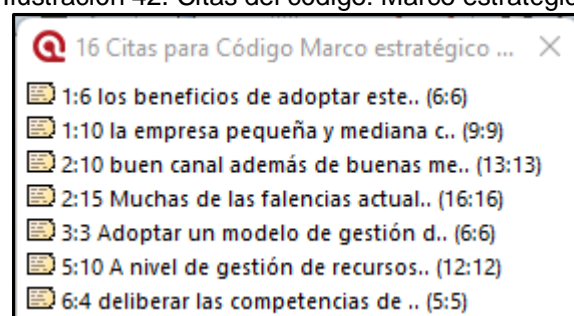 Ilustración 42. Citas del código. Marco estratégic
16 Citas para Código Marco estratégico ...
1:6 los beneficios de adoptar este.. (6:6)
1:10 la empresa pequeña y mediana c.. (9:9)
2:10 buen canal además de buenas me.. (13:13)
2:15 Muchas de las falencias actual.. (16:16)
3:3 Adoptar un modelo de gestión d.. (6:6)
5:10 A nivel de gestión de recursos.. (12:12)
6:4 deliberar las competencias de .. (5:5)